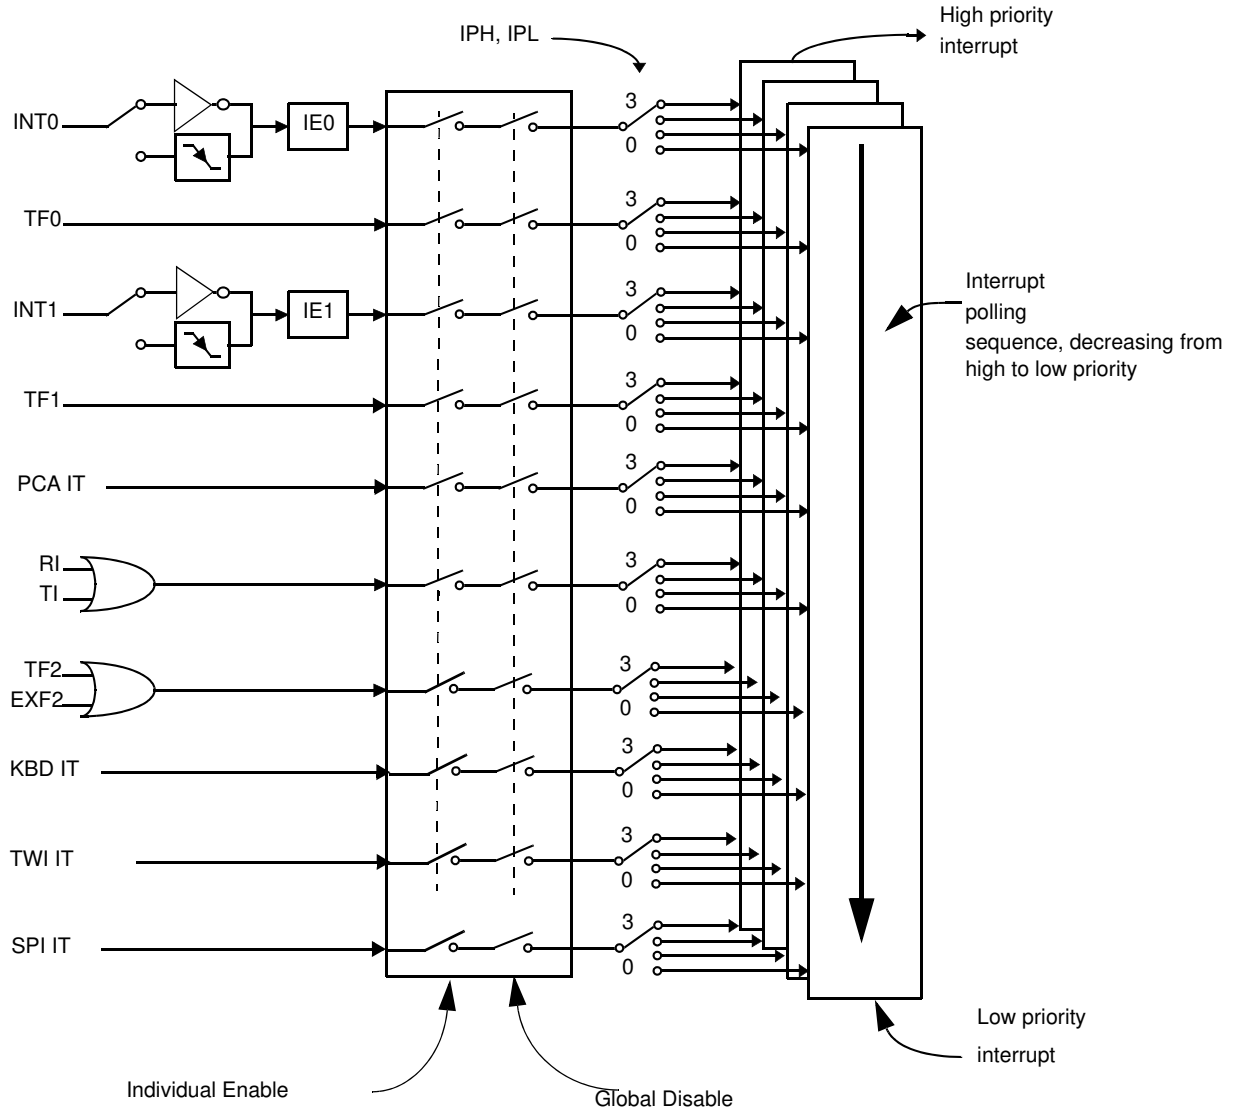 High priority
interrupt
IPH, IPL
INT0
IE0
3
0
TF0
3
0
INT1
IE1
3
0
Interrupt
polling
sequence, decreasing from
high to low priority
TF1
3
0
PCA IT
3
0
RI
TI
3
0
TF2
EXF2
3
0
KBD IT
3
0
TWI IT
3
0
SPI IT
3
0
Low priority
interrupt
Individual Enable
Global Disable